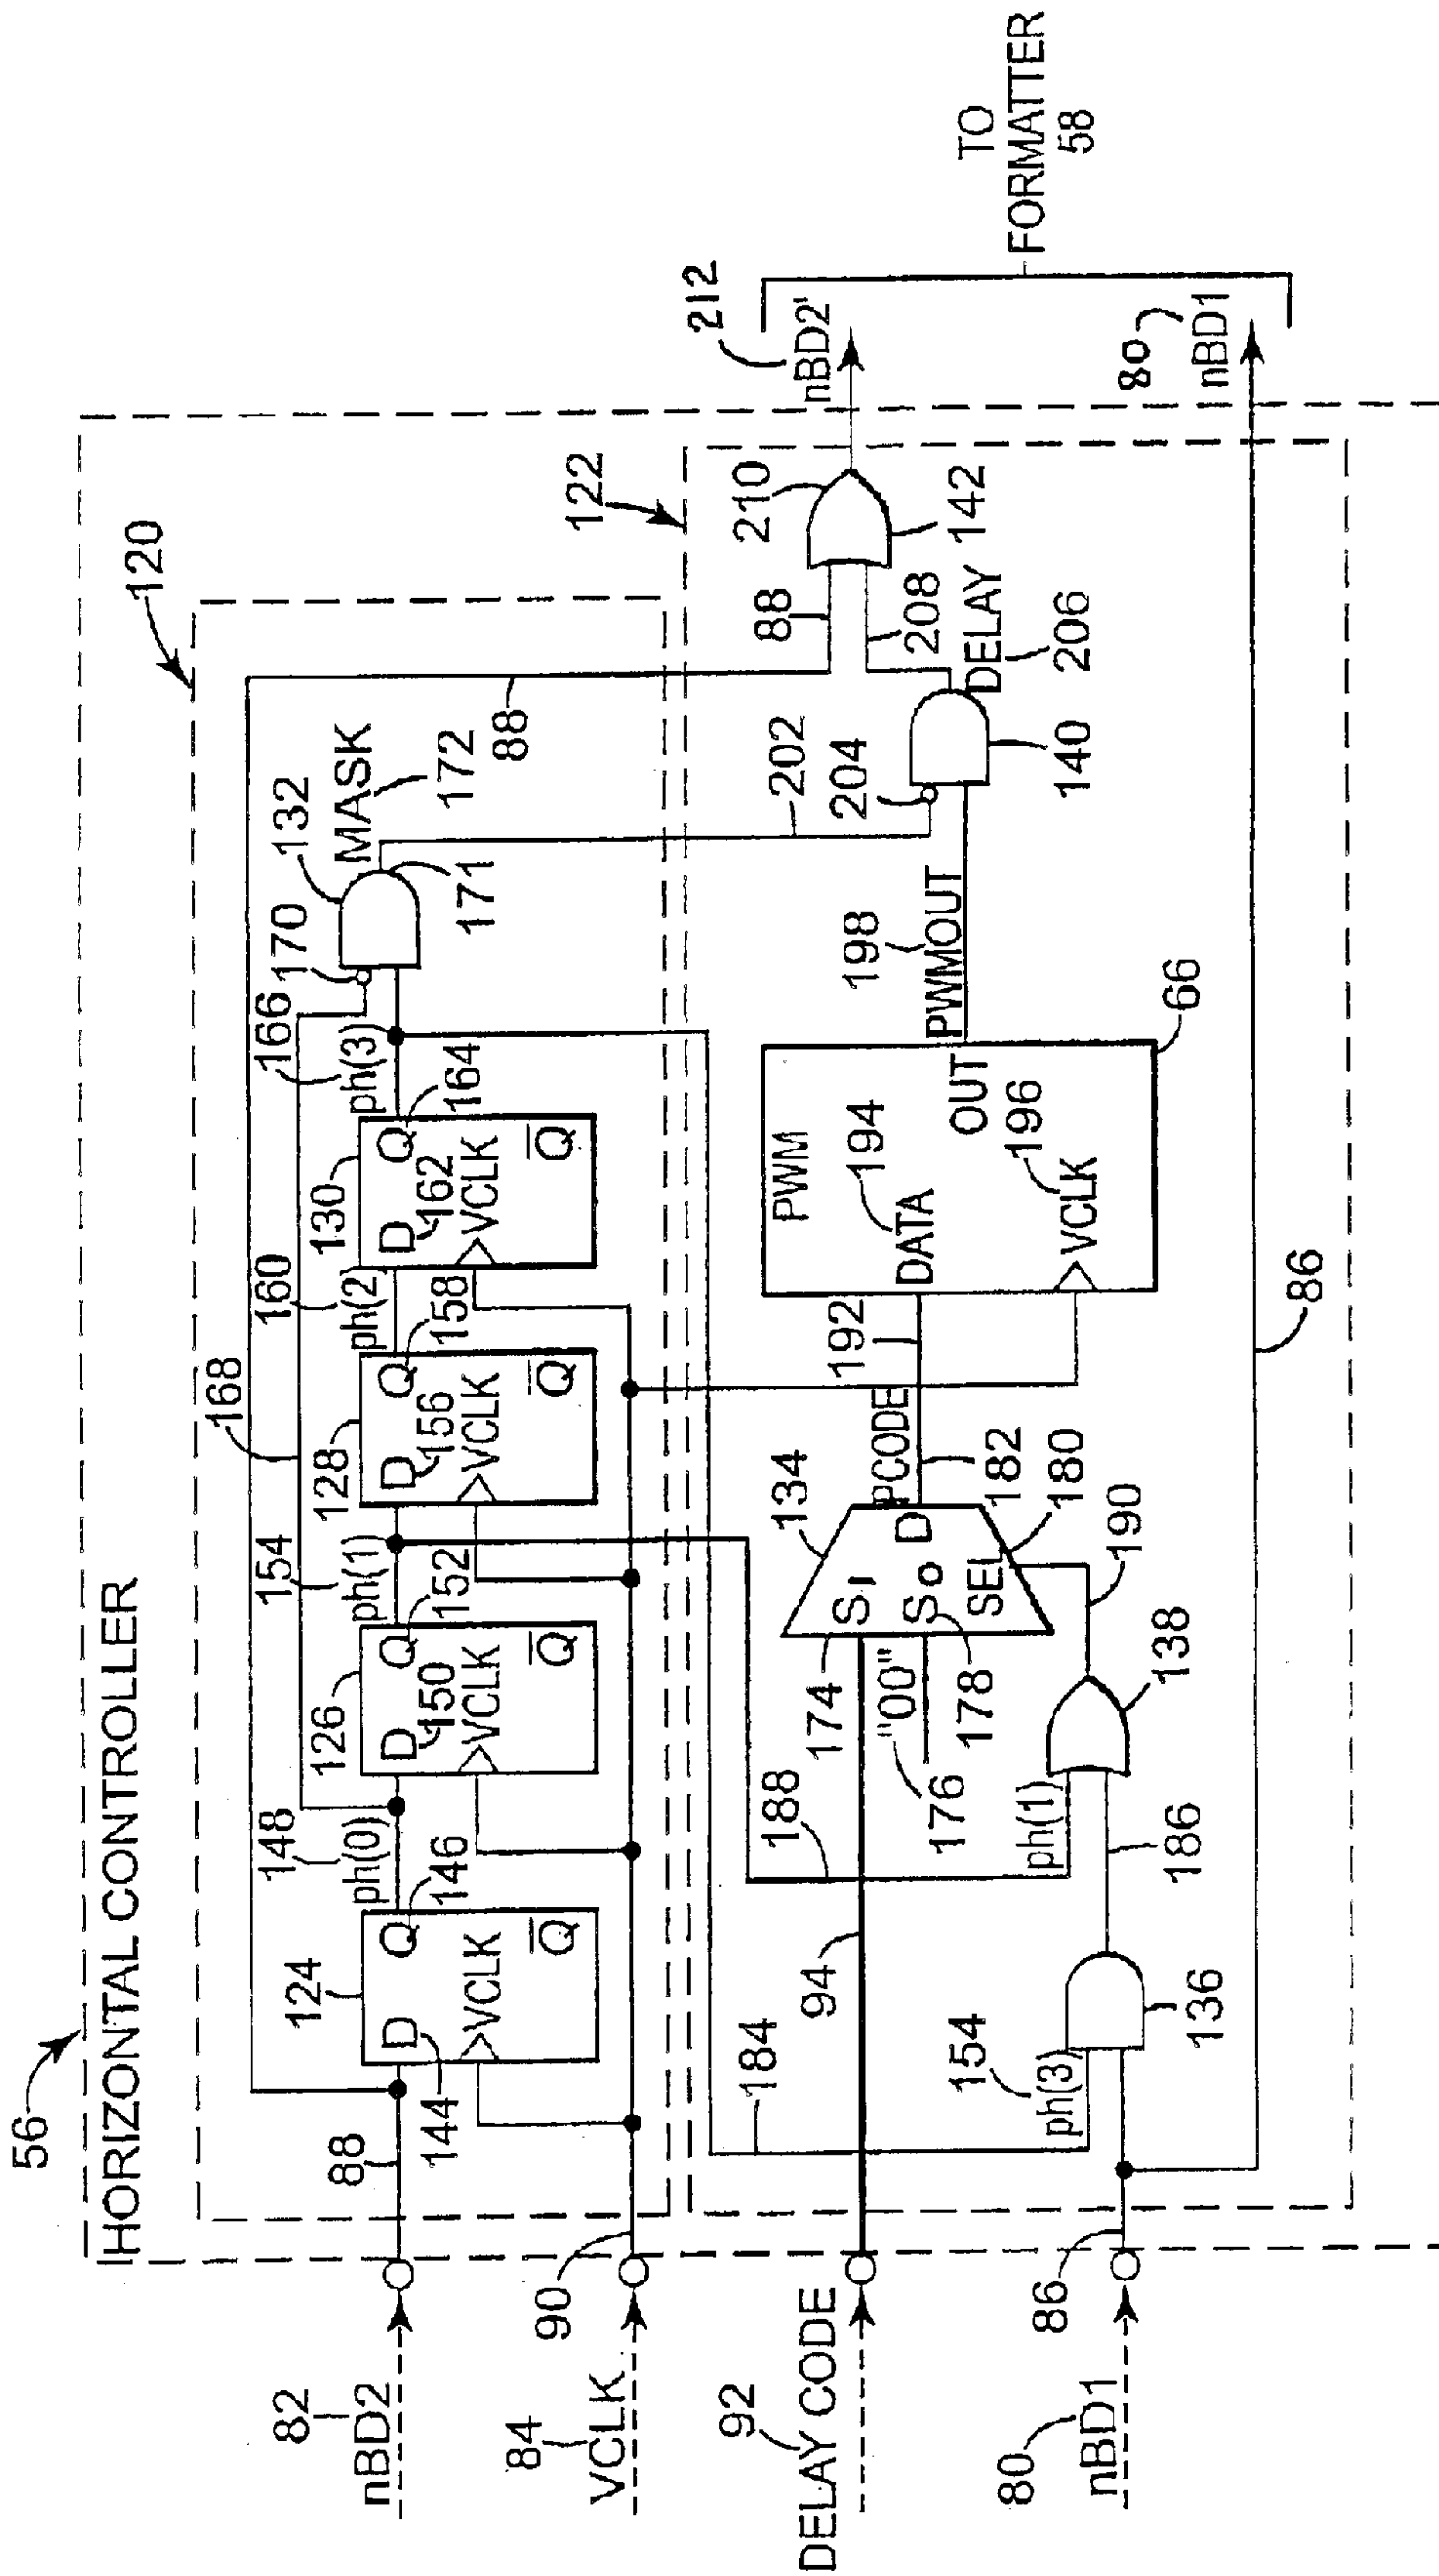 56
HORIZONTAL CONTROLLER
120
82
nBD2
88
144
124
D
Q
146
VCLK
Q̅
148
ph(0)
126
D
150
Q
152
VCLK
Q̅
154
ph(1)
168
128
D
156
Q
158
VCLK
Q̅
160
ph(2)
130
D
162
Q
164
VCLK
Q̅
166
ph(3)
170
132
171
MASK
172
88
84
VCLK
90
122
92
DELAY CODE
94
184
188
174
S1
"00"
176
S0
178
D
SEL
134
PCODE
182
180
190
192
PWM
DATA
194
OUT
VCLK
196
66
PWMOUT
198
202
204
140
DELAY
206
208
88
210
142
212
nBD2'
80
nBD1
TO
FORMATTER
58
80
nBD1
86
154
ph(3)
136
186
ph(1)
138
86